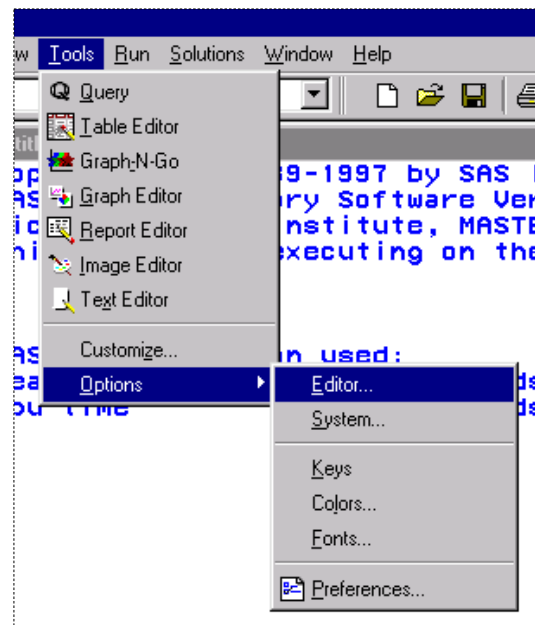 w Tools Run Solutions Window Help
Query
Table Editor
Graph-N-Go
Graph Editor
Report Editor
Image Editor
Text Editor
Customize...
Options
Editor...
System...
Keys
Colors...
Fonts...
Preferences...
9-1997 by SAS
ry Software Ver
nstitute, MASTE
executing on the
n used: